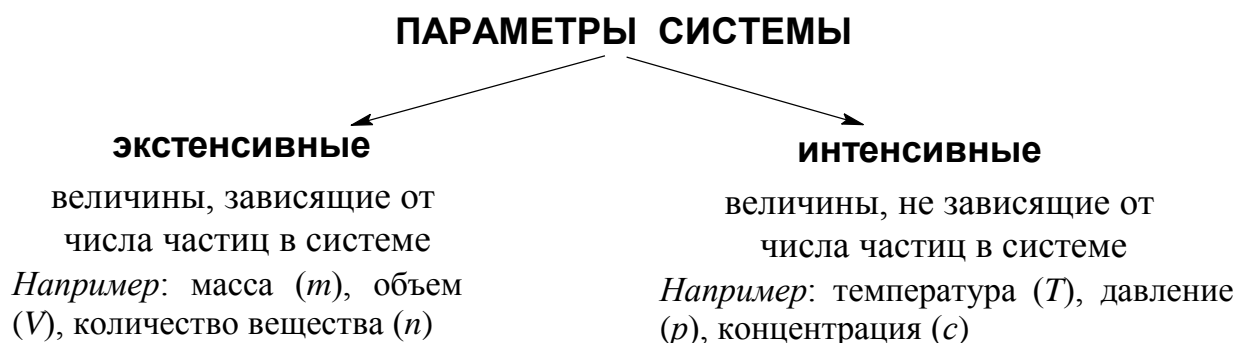 ПАРАМЕТРЫ СИСТЕМЫ
экстенсивные
величины, зависящие от
числа частиц в системе
Например: масса (m), объем
(V), количество вещества (n)
интенсивные
величины, не зависящие от
числа частиц в системе
Например: температура (T), давление
(p), концентрация (c)